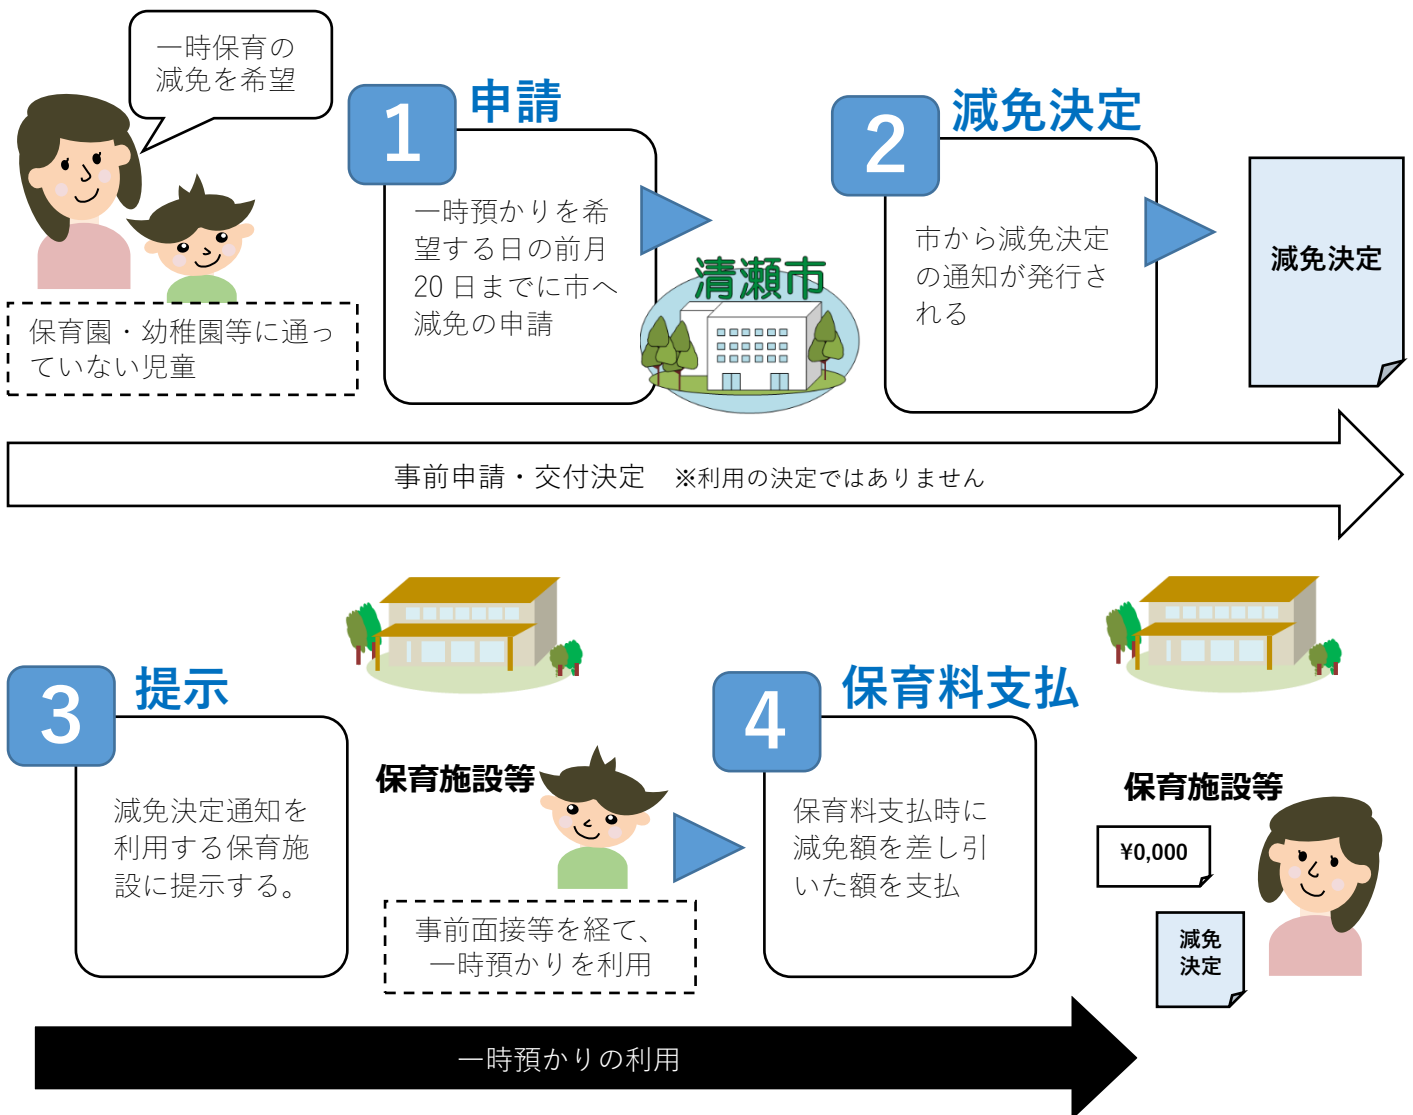 一時保育の
減免を希望
1
申請
一時預かりを希
望する日の前月
20 日までに市へ
減免の申請
清瀬市
2
減免決定
市から減免決定
の通知が発行さ
れる
減免決定
保育園・幼稚園等に通っ
ていない児童
事前申請・交付決定　※利用の決定ではありません
3
提示
減免決定通知を
利用する保育施
設に提示する。
保育施設等
事前面接等を経て、
一時預かりを利用
4
保育料支払
保育料支払時に
減免額を差し引
いた額を支払
保育施設等
¥0,000
減免
決定
一時預かりの利用